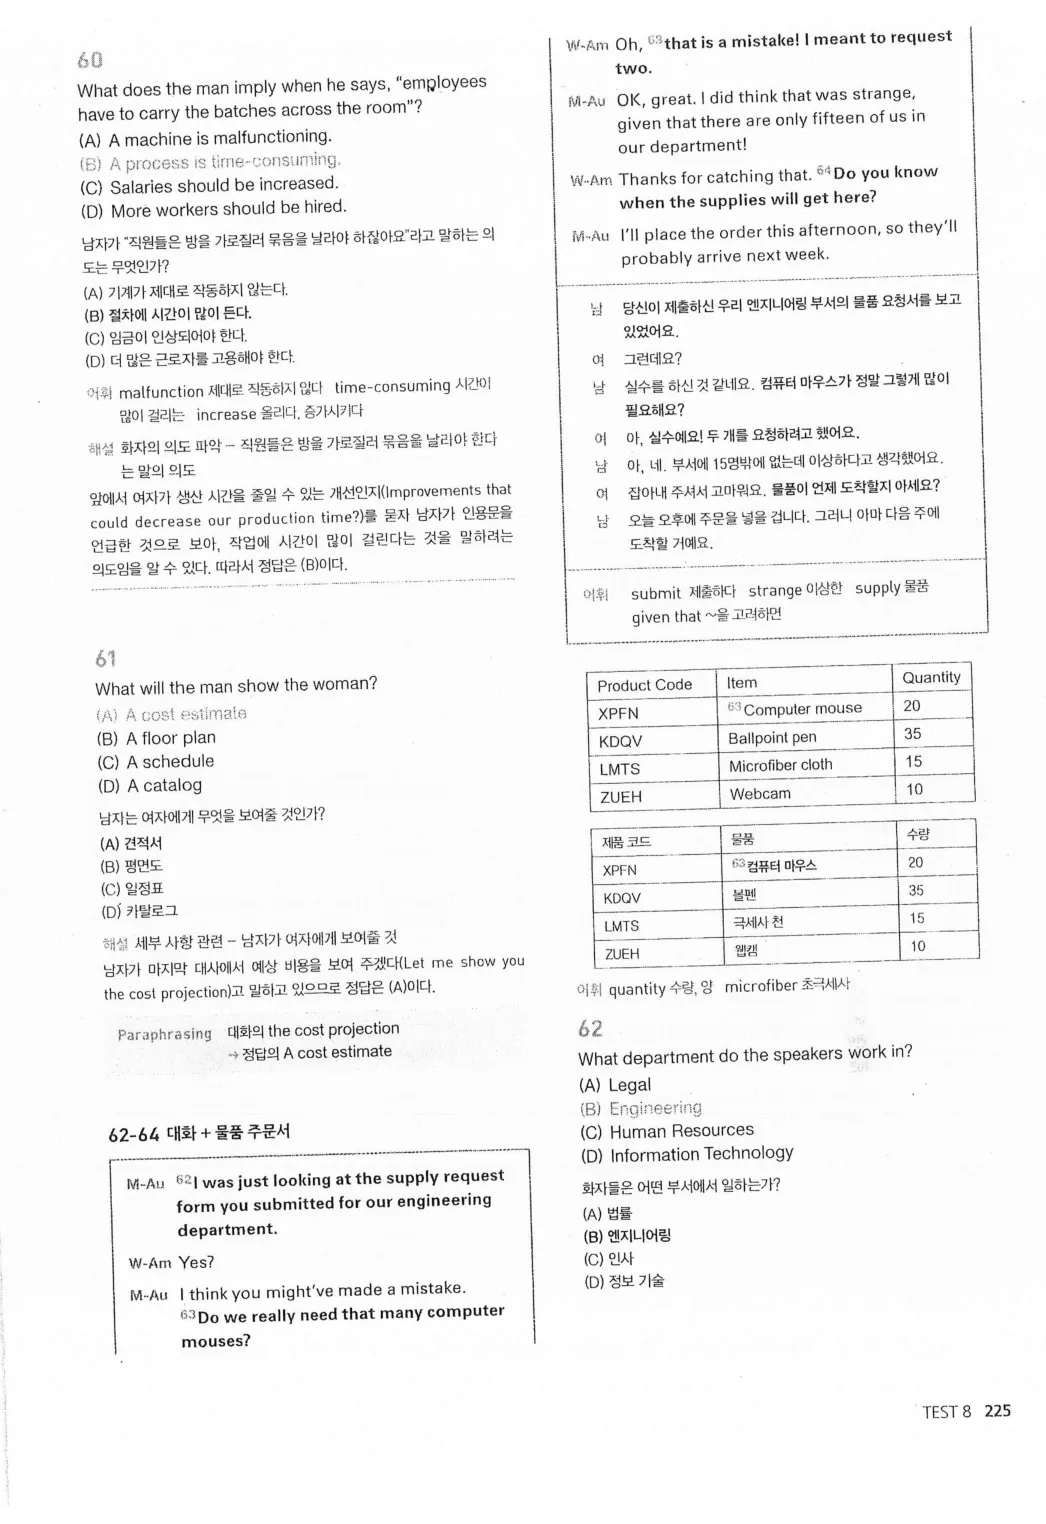 60
What does the man imply when he says, "employees
have to carry the batches across the room"?
(A) A machine is malfunctioning.
(B) A process is time-consuming.
(C) Salaries should be increased.
(D) More workers should be hired.
남자가 "직원들은 방을 가로질러 묶음을 날라야 하잖아요"라고 말하는 의
도는 무엇인가?
(A) 기계가 제대로 작동하지 않는다.
(B) 절차에 시간이 많이 든다.
(C) 임금이 인상되어야 한다.
(D) 더 많은 근로자를 고용해야 한다.
어휘 malfunction 제대로 작동하지 않다 time-consuming 시간이
많이 걸리는 increase 올리다, 증가시키다
해설 화자의 의도 파악 – 직원들은 방을 가로질러 묶음을 날라야 한다
는 말의 의도
앞에서 여자가 생산 시간을 줄일 수 있는 개선인지(Improvements that
could decrease our production time?)를 묻자 남자가 인용문을
언급한 것으로 보아, 작업에 시간이 많이 걸린다는 것을 말하려는
의도임을 알 수 있다. 따라서 정답은 (B)이다.
61
What will the man show the woman?
(A) A cost estimate
(B) A floor plan
(C) A schedule
(D) A catalog
남자는 여자에게 무엇을 보여줄 것인가?
(A) 견적서
(B) 평면도
(C) 일정표
(D) 카탈로그
해설 세부 사항 관련 – 남자가 여자에게 보여줄 것
남자가 마지막 대사에서 예상 비용을 보여 주겠다(Let me show you
the cost projection)고 말하고 있으므로 정답은 (A)이다.
Paraphrasing 대화의 the cost projection
→ 정답의 A cost estimate
62-64 대화 + 물품 주문서
M-Au 62I was just looking at the supply request
form you submitted for our engineering
department.
W-Am Yes?
M-Au I think you might've made a mistake.
63Do we really need that many computer
mouses?
W-Am Oh, 63that is a mistake! I meant to request
two.
M-Au OK, great. I did think that was strange,
given that there are only fifteen of us in
our department!
W-Am Thanks for catching that. 64Do you know
when the supplies will get here?
M-Au I'll place the order this afternoon, so they'll
probably arrive next week.
남 당신이 제출하신 우리 엔지니어링 부서의 물품 요청서를 보고
있었어요.
여 그런데요?
남 실수를 하신 것 같네요. 컴퓨터 마우스가 정말 그렇게 많이
필요해요?
여 아, 실수예요! 두 개를 요청하려고 했어요.
남 아, 네. 부서에 15명밖에 없는데 이상하다고 생각했어요.
여 잡아내 주셔서 고마워요. 물품이 언제 도착할지 아세요?
남 오늘 오후에 주문을 넣을 겁니다. 그러니 아마 다음 주에
도착할 거예요.
어휘 submit 제출하다 strange 이상한 supply 물품
given that ~을 고려하면
Product Code Item Quantity
XPFN 63Computer mouse 20
KDQV Ballpoint pen 35
LMTS Microfiber cloth 15
ZUEH Webcam 10
제품 코드 물품 수량
XPFN 63컴퓨터 마우스 20
KDQV 볼펜 35
LMTS 극세사 천 15
ZUEH 웹캠 10
어휘 quantity 수량, 양 microfiber 초극세사
62
What department do the speakers work in?
(A) Legal
(B) Engineering
(C) Human Resources
(D) Information Technology
화자들은 어떤 부서에서 일하는가?
(A) 법률
(B) 엔지니어링
(C) 인사
(D) 정보 기술
TEST 8 225